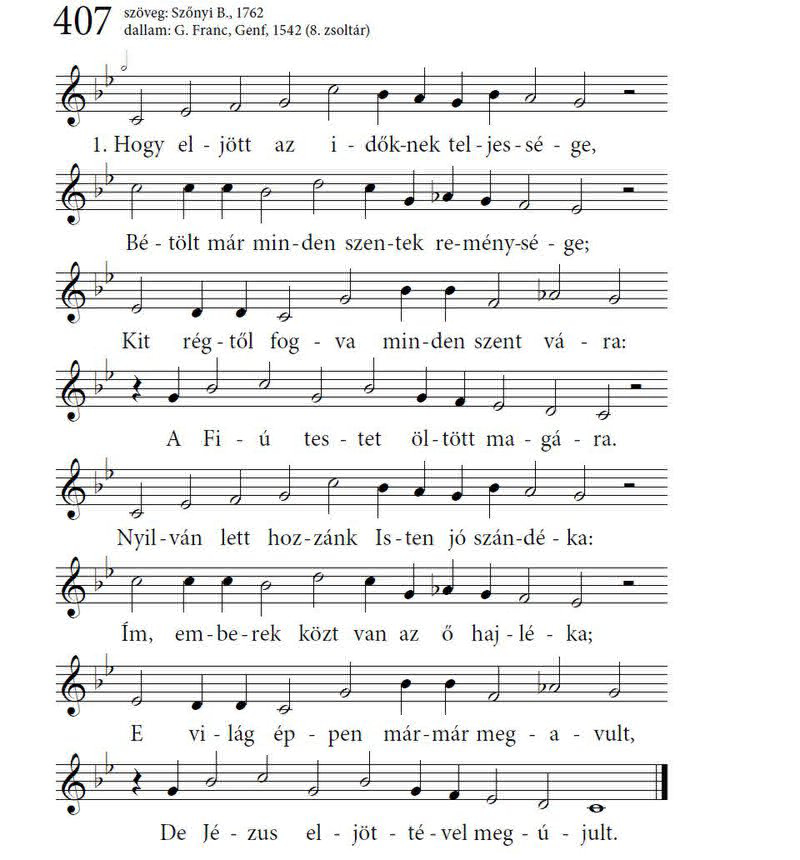 407
szöveg: Szőnyi B., 1762
dallam: G. Franc, Genf, 1542 (8. zsoltár)
1. Hogy el - jött az i - dők-nek tel - jes - sé - ge,
Bé - tölt már min - den szen-tek re-mény-sé - ge;
Kit rég - től fog - va min-den szent vá - ra:
A Fi - ú tes - tet öl - tött ma - gá - ra.
Nyil - ván lett hoz - zánk Is - ten jó szán-dé - ka:
Ím, em - be - rek közt van az ő haj - lé - ka;
E vi - lág ép - pen már-már meg - a - vult,
De Jé - zus el - jöt - té - vel meg - ú - jult.